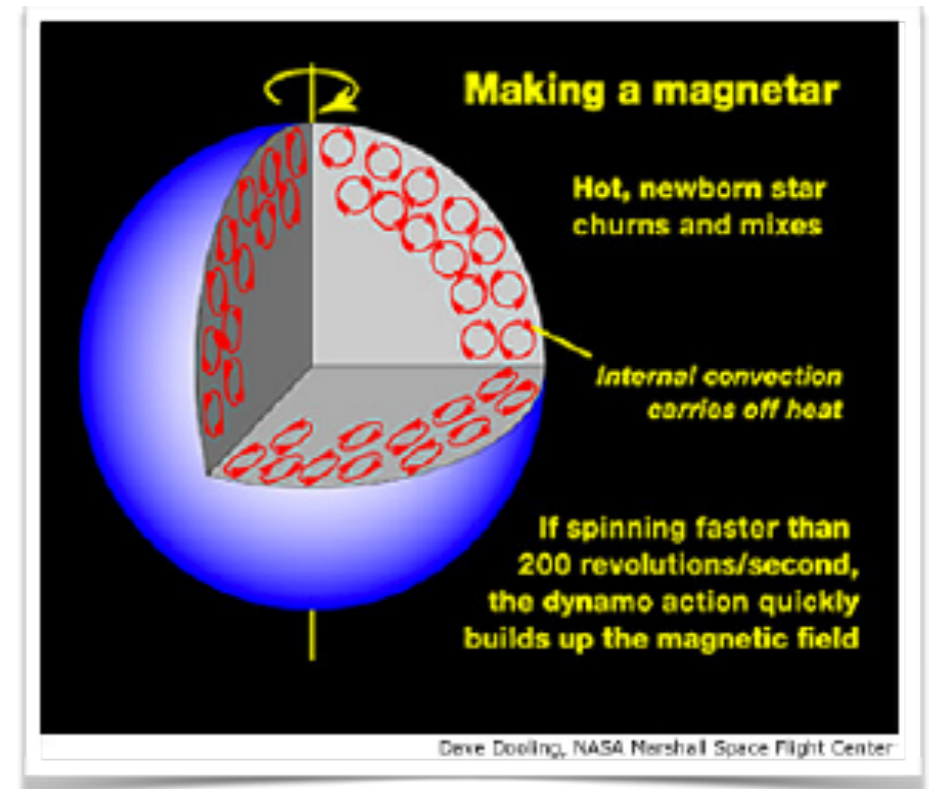 Making a magnetar
Hot, newborn star
churns and mixes
Internal convection
carries off heat
If spinning faster than
200 revolutions/second,
the dynamo action quickly
builds up the magnetic field
Dave Dooling, NASA Marshall Space Flight Center